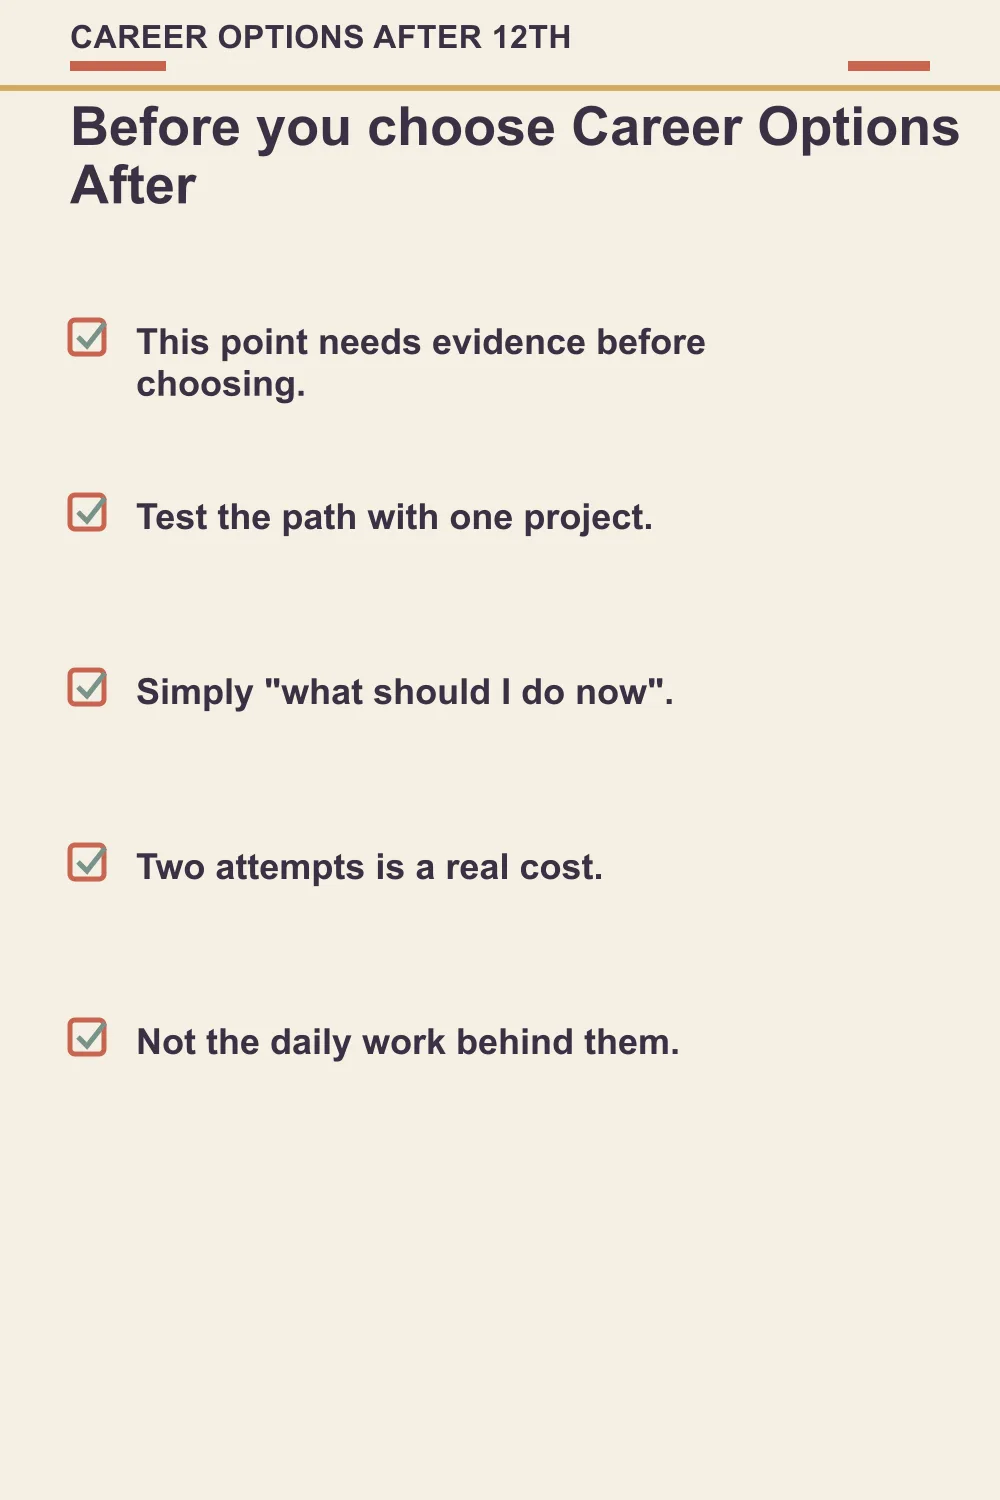 CAREER OPTIONS AFTER 12TH
Before you choose Career Options
After
This point needs evidence before
choosing.
Test the path with one project.
Simply "what should I do now".
Two attempts is a real cost.
Not the daily work behind them.